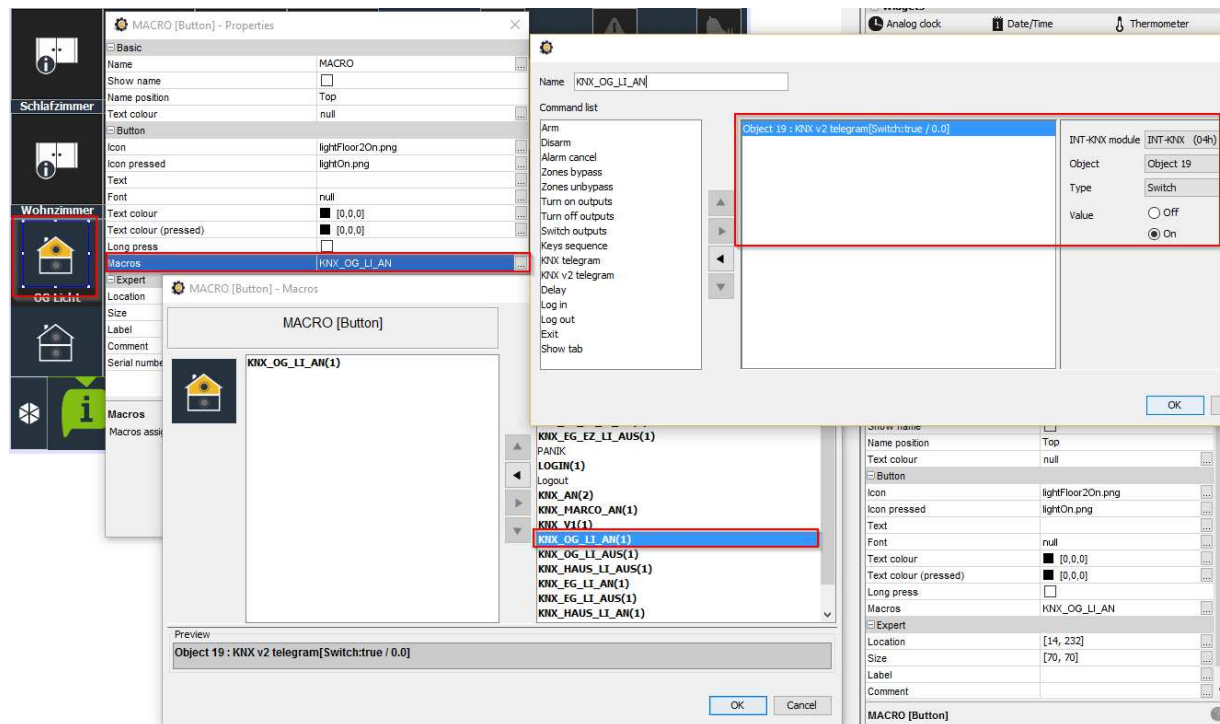 Schlafzimmer
Wohnzimmer
OG Licht
MACRO [Button] - Properties
Basic
Name MACRO ...
Show name
Name position Top
Text colour null ...
Button
Icon lightFloor2On.png ...
Icon pressed lightOn.png ...
Text ...
Font null ...
Text colour [0,0,0] ...
Text colour (pressed) [0,0,0] ...
Long press
Macros KNX_OG_LI_AN ...
Expert
Location
Size
Label
Comment
Serial numbe
Macros
Macros assig
MACRO [Button] - Macros
MACRO [Button]
KNX_OG_LI_AN(1)
KNX_EG_EZ_LI_AUS(1)
PANIK
LOGIN(1)
Logout
KNX_AN(2)
KNX_MARCO_AN(1)
KNX_V1(1)
KNX_OG_LI_AN(1)
KNX_OG_LI_AUS(1)
KNX_HAUS_LI_AUS(1)
KNX_EG_LI_AN(1)
KNX_EG_LI_AUS(1)
KNX_HAUS_LI_AN(1)
Preview
Object 19 : KNX v2 telegram[Switch:true / 0.0]
OK Cancel
Name KNX_OG_LI_AN
Command list
Arm
Disarm
Alarm cancel
Zones bypass
Zones unbypass
Turn on outputs
Turn off outputs
Switch outputs
Keys sequence
KNX telegram
KNX v2 telegram
Delay
Log in
Log out
Exit
Show tab
Object 19 : KNX v2 telegram[Switch:true / 0.0]
INT-KNX module INT-KNX (04h)
Object Object 19
Type Switch
Value Off
On
OK
Widgets
Analog clock Date/Time Thermometer
Show name
Name position Top
Text colour null ...
Button
Icon lightFloor2On.png ...
Icon pressed lightOn.png ...
Text ...
Font null ...
Text colour [0,0,0] ...
Text colour (pressed) [0,0,0] ...
Long press
Macros KNX_OG_LI_AN ...
Expert
Location [14, 232]
Size [70, 70]
Label ...
Comment ...
MACRO [Button]